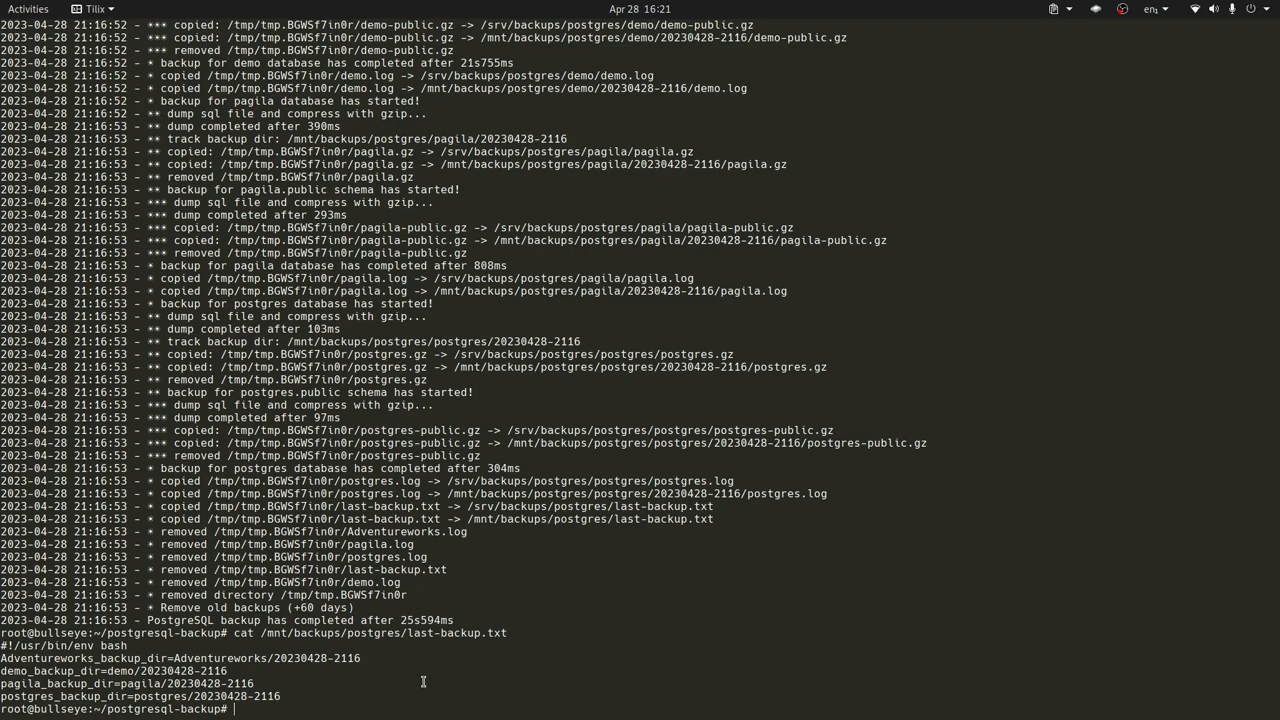 Activities Tilix Apr 28 16:21 en₁
2023-04-28 21:16:52 - *** copied: /tmp/tmp.BGWSf7in0r/demo-public.gz -> /srv/backups/postgres/demo/demo-public.gz
2023-04-28 21:16:52 - *** copied: /tmp/tmp.BGWSf7in0r/demo-public.gz -> /mnt/backups/postgres/demo/20230428-2116/demo-public.gz
2023-04-28 21:16:52 - *** removed /tmp/tmp.BGWSf7in0r/demo-public.gz
2023-04-28 21:16:52 - * backup for demo database has completed after 21s755ms
2023-04-28 21:16:52 - * copied /tmp/tmp.BGWSf7in0r/demo.log -> /srv/backups/postgres/demo/demo.log
2023-04-28 21:16:52 - * copied /tmp/tmp.BGWSf7in0r/demo.log -> /mnt/backups/postgres/demo/20230428-2116/demo.log
2023-04-28 21:16:52 - * backup for pagila database has started!
2023-04-28 21:16:52 - ** dump sql file and compress with gzip...
2023-04-28 21:16:53 - ** dump completed after 390ms
2023-04-28 21:16:53 - ** track backup dir: /mnt/backups/postgres/pagila/20230428-2116
2023-04-28 21:16:53 - ** copied: /tmp/tmp.BGWSf7in0r/pagila.gz -> /srv/backups/postgres/pagila/pagila.gz
2023-04-28 21:16:53 - ** copied: /tmp/tmp.BGWSf7in0r/pagila.gz -> /mnt/backups/postgres/pagila/20230428-2116/pagila.gz
2023-04-28 21:16:53 - ** removed /tmp/tmp.BGWSf7in0r/pagila.gz
2023-04-28 21:16:53 - ** backup for pagila.public schema has started!
2023-04-28 21:16:53 - *** dump sql file and compress with gzip...
2023-04-28 21:16:53 - *** dump completed after 293ms
2023-04-28 21:16:53 - *** copied: /tmp/tmp.BGWSf7in0r/pagila-public.gz -> /srv/backups/postgres/pagila/pagila-public.gz
2023-04-28 21:16:53 - *** copied: /tmp/tmp.BGWSf7in0r/pagila-public.gz -> /mnt/backups/postgres/pagila/20230428-2116/pagila-public.gz
2023-04-28 21:16:53 - *** removed /tmp/tmp.BGWSf7in0r/pagila-public.gz
2023-04-28 21:16:53 - * backup for pagila database has completed after 808ms
2023-04-28 21:16:53 - * copied /tmp/tmp.BGWSf7in0r/pagila.log -> /srv/backups/postgres/pagila/pagila.log
2023-04-28 21:16:53 - * copied /tmp/tmp.BGWSf7in0r/pagila.log -> /mnt/backups/postgres/pagila/20230428-2116/pagila.log
2023-04-28 21:16:53 - * backup for postgres database has started!
2023-04-28 21:16:53 - ** dump sql file and compress with gzip...
2023-04-28 21:16:53 - ** dump completed after 103ms
2023-04-28 21:16:53 - ** track backup dir: /mnt/backups/postgres/postgres/20230428-2116
2023-04-28 21:16:53 - ** copied: /tmp/tmp.BGWSf7in0r/postgres.gz -> /srv/backups/postgres/postgres/postgres.gz
2023-04-28 21:16:53 - ** copied: /tmp/tmp.BGWSf7in0r/postgres.gz -> /mnt/backups/postgres/postgres/20230428-2116/postgres.gz
2023-04-28 21:16:53 - ** removed /tmp/tmp.BGWSf7in0r/postgres.gz
2023-04-28 21:16:53 - ** backup for postgres.public schema has started!
2023-04-28 21:16:53 - *** dump sql file and compress with gzip...
2023-04-28 21:16:53 - *** dump completed after 97ms
2023-04-28 21:16:53 - *** copied: /tmp/tmp.BGWSf7in0r/postgres-public.gz -> /srv/backups/postgres/postgres/postgres-public.gz
2023-04-28 21:16:53 - *** copied: /tmp/tmp.BGWSf7in0r/postgres-public.gz -> /mnt/backups/postgres/postgres/20230428-2116/postgres-public.gz
2023-04-28 21:16:53 - *** removed /tmp/tmp.BGWSf7in0r/postgres-public.gz
2023-04-28 21:16:53 - * backup for postgres database has completed after 304ms
2023-04-28 21:16:53 - * copied /tmp/tmp.BGWSf7in0r/postgres.log -> /srv/backups/postgres/postgres/postgres.log
2023-04-28 21:16:53 - * copied /tmp/tmp.BGWSf7in0r/postgres.log -> /mnt/backups/postgres/postgres/20230428-2116/postgres.log
2023-04-28 21:16:53 - * copied /tmp/tmp.BGWSf7in0r/last-backup.txt -> /srv/backups/postgres/last-backup.txt
2023-04-28 21:16:53 - * copied /tmp/tmp.BGWSf7in0r/last-backup.txt -> /mnt/backups/postgres/last-backup.txt
2023-04-28 21:16:53 - * removed /tmp/tmp.BGWSf7in0r/Adventureworks.log
2023-04-28 21:16:53 - * removed /tmp/tmp.BGWSf7in0r/pagila.log
2023-04-28 21:16:53 - * removed /tmp/tmp.BGWSf7in0r/postgres.log
2023-04-28 21:16:53 - * removed /tmp/tmp.BGWSf7in0r/last-backup.txt
2023-04-28 21:16:53 - * removed /tmp/tmp.BGWSf7in0r/demo.log
2023-04-28 21:16:53 - * removed directory /tmp/tmp.BGWSf7in0r
2023-04-28 21:16:53 - * Remove old backups (+60 days)
2023-04-28 21:16:53 - PostgreSQL backup has completed after 25s594ms
root@bullseye:~/postgresql-backup# cat /mnt/backups/postgres/last-backup.txt
#!/usr/bin/env bash
Adventureworks_backup_dir=Adventureworks/20230428-2116
demo_backup_dir=demo/20230428-2116
pagila_backup_dir=pagila/20230428-2116
postgres_backup_dir=postgres/20230428-2116
root@bullseye:~/postgresql-backup#